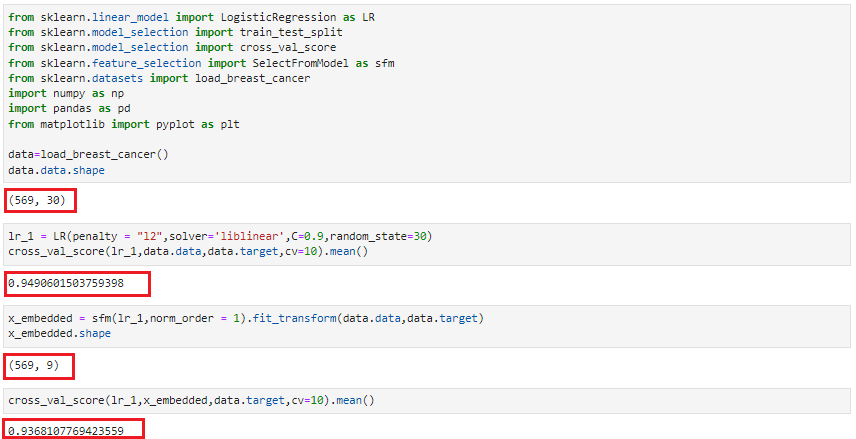 from sklearn.linear_model import LogisticRegression as LR
from sklearn.model_selection import train_test_split
from sklearn.model_selection import cross_val_score
from sklearn.feature_selection import SelectFromModel as sfm
from sklearn.datasets import load_breast_cancer
import numpy as np
import pandas as pd
from matplotlib import pyplot as plt
data=load_breast_cancer()
data.data.shape
(569, 30)
lr_1 = LR(penalty = "l2",solver='liblinear',C=0.9,random_state=30)
cross_val_score(lr_1,data.data,data.target,cv=10).mean()
0.9490601503759398
x_embedded = sfm(lr_1,norm_order = 1).fit_transform(data.data,data.target)
x_embedded.shape
(569, 9)
cross_val_score(lr_1,x_embedded,data.target,cv=10).mean()
0.9368107769423559